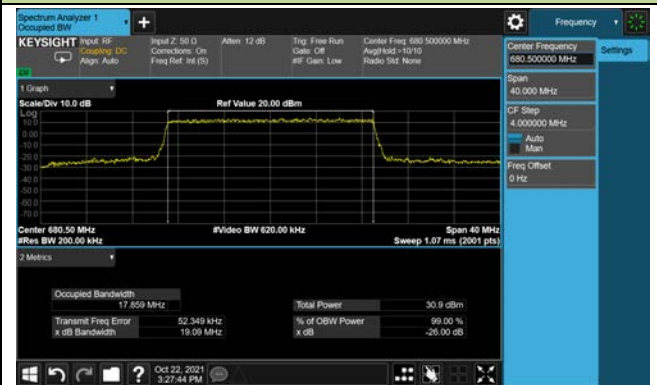 Spectrum Analyzer 1
Occupied BW
+
Frequency
KEYSIGHT
Input: RF
Coupling: DC
Align: Auto
Input Z: 50 Ω
Corrections: On
Freq Ref: Int (S)
Atten: 12 dB
Trig: Free Run
Gate: Off
#IF Gain: Low
Center Freq: 680.500000 MHz
Avg|Hold:>10/10
Radio Std: None
Center Frequency
680.500000 MHz
Settings
Span
40.000 MHz
CF Step
4.000000 MHz
Auto
Man
Freq Offset
0 Hz
1 Graph
Scale/Div 10.0 dB
Ref Value 20.00 dBm
Log
10.0
0.00
-10.0
-20.0
-30.0
-40.0
-50.0
-60.0
-70.0
Center 680.50 MHz
#Video BW 620.00 kHz
Span 40 MHz
#Res BW 200.00 kHz
Sweep 1.07 ms (2001 pts)
2 Metrics
Occupied Bandwidth
17.859 MHz
Total Power
30.9 dBm
Transmit Freq Error
52.349 kHz
% of OBW Power
99.00 %
x dB Bandwidth
19.09 MHz
x dB
-26.00 dB
?
Oct 22, 2021
3:27:44 PM